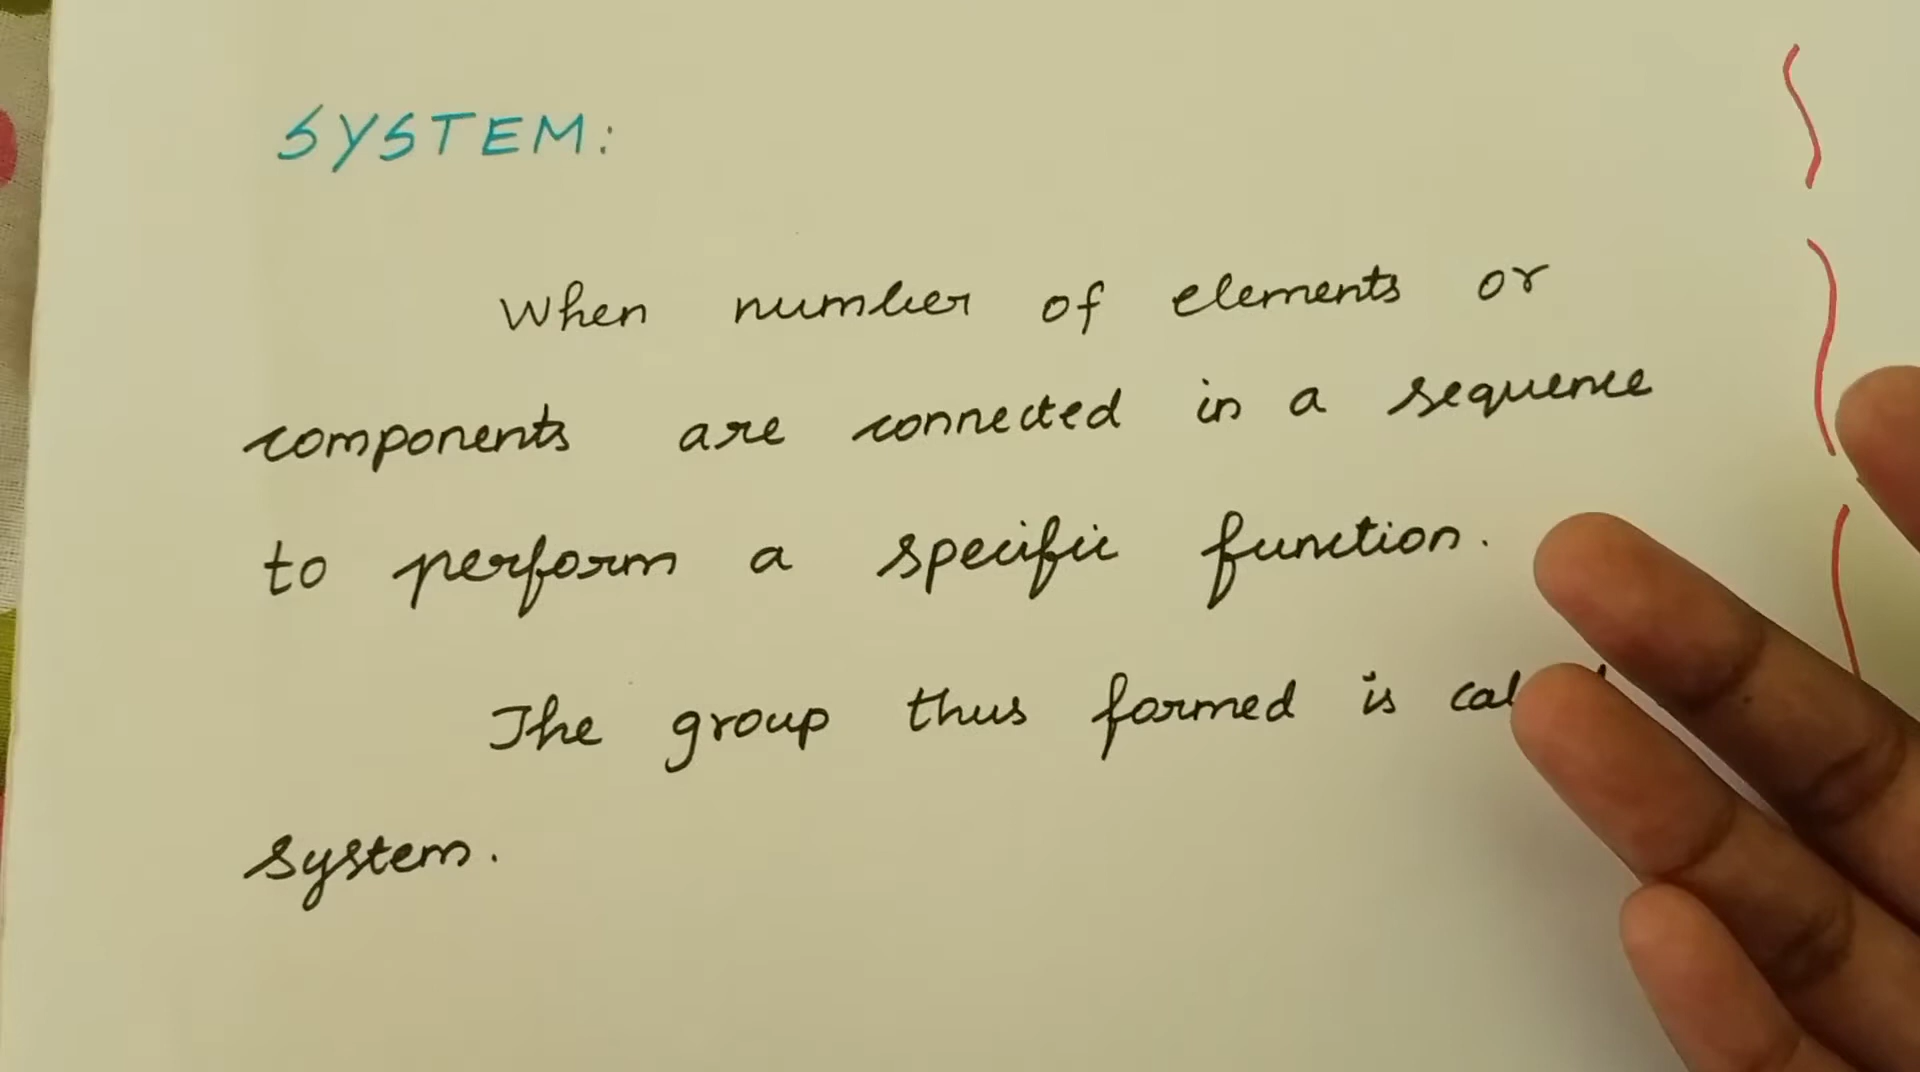 SYSTEM:
When number of elements or
components are connected in a sequence
to perform a specific function.
The group thus formed is
system.